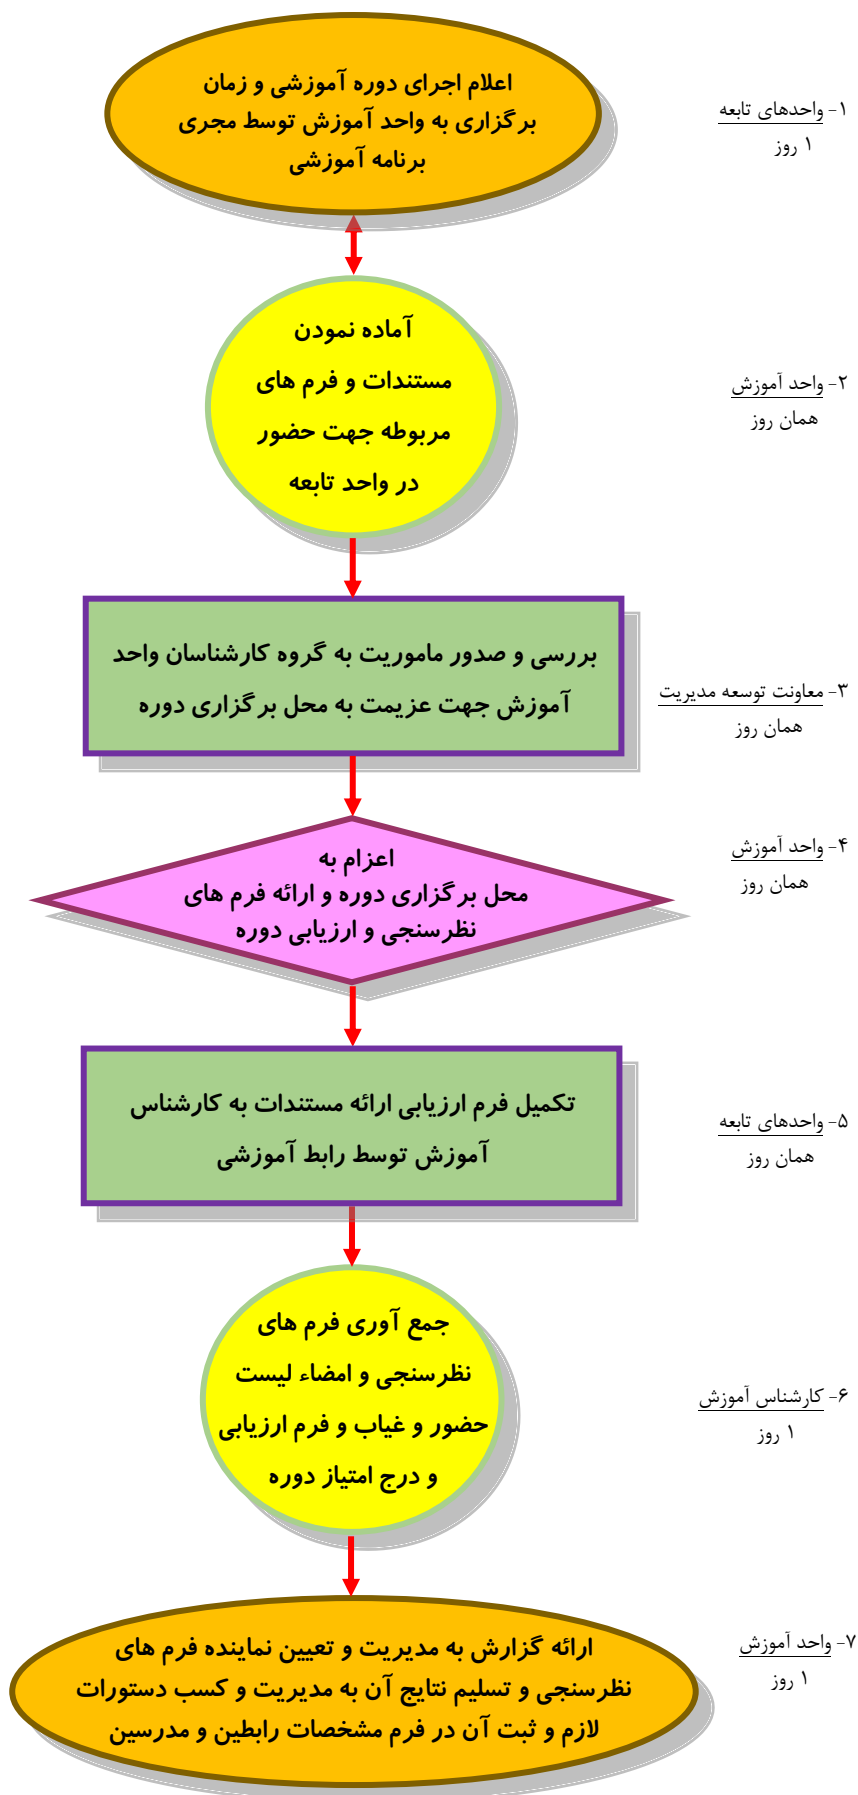 اعلام اجرای دوره آموزشی و زمان
برگزاری به واحد آموزش توسط مجری
برنامه آموزشی
۱- واحدهای تابعه
۱ روز
آماده نمودن
مستندات و فرم های
مربوطه جهت حضور
در واحد تابعه
۲- واحد آموزش
همان روز
بررسی و صدور ماموریت به گروه کارشناسان واحد
آموزش جهت عزیمت به محل برگزاری دوره
۳- معاونت توسعه مدیریت
همان روز
اعزام به
محل برگزاری دوره و ارائه فرم های
نظرسنجی و ارزیابی دوره
۴- واحد آموزش
همان روز
تکمیل فرم ارزیابی ارائه مستندات به کارشناس
آموزش توسط رابط آموزشی
۵- واحدهای تابعه
همان روز
جمع آوری فرم های
نظرسنجی و امضاء لیست
حضور و غیاب و فرم ارزیابی
و درج امتیاز دوره
۶- کارشناس آموزش
۱ روز
ارائه گزارش به مدیریت و تعیین نماینده فرم های
نظرسنجی و تسلیم نتایج آن به مدیریت و کسب دستورات
لازم و ثبت آن در فرم مشخصات رابطین و مدرسین
۷- واحد آموزش
۱ روز